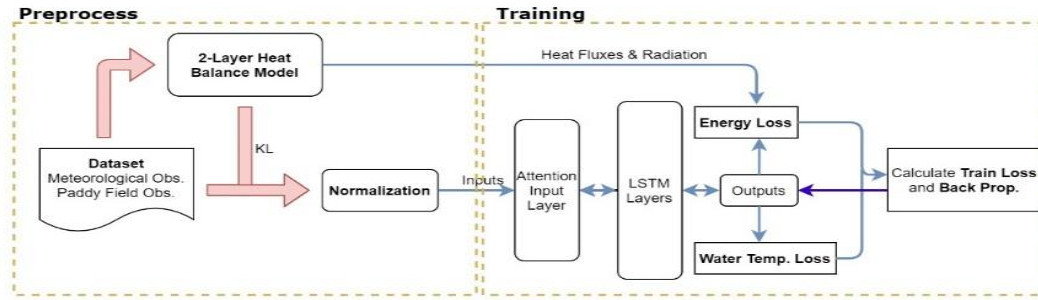 Preprocess
Training
2-Layer Heat
Balance Model
Heat Fluxes & Radiation
KL
Dataset
Meteorological Obs.
Paddy Field Obs.
Normalization
Inputs
Attention
Input
Layer
LSTM
Layers
Energy Loss
Outputs
Water Temp. Loss
Calculate Train Loss
and Back Prop.